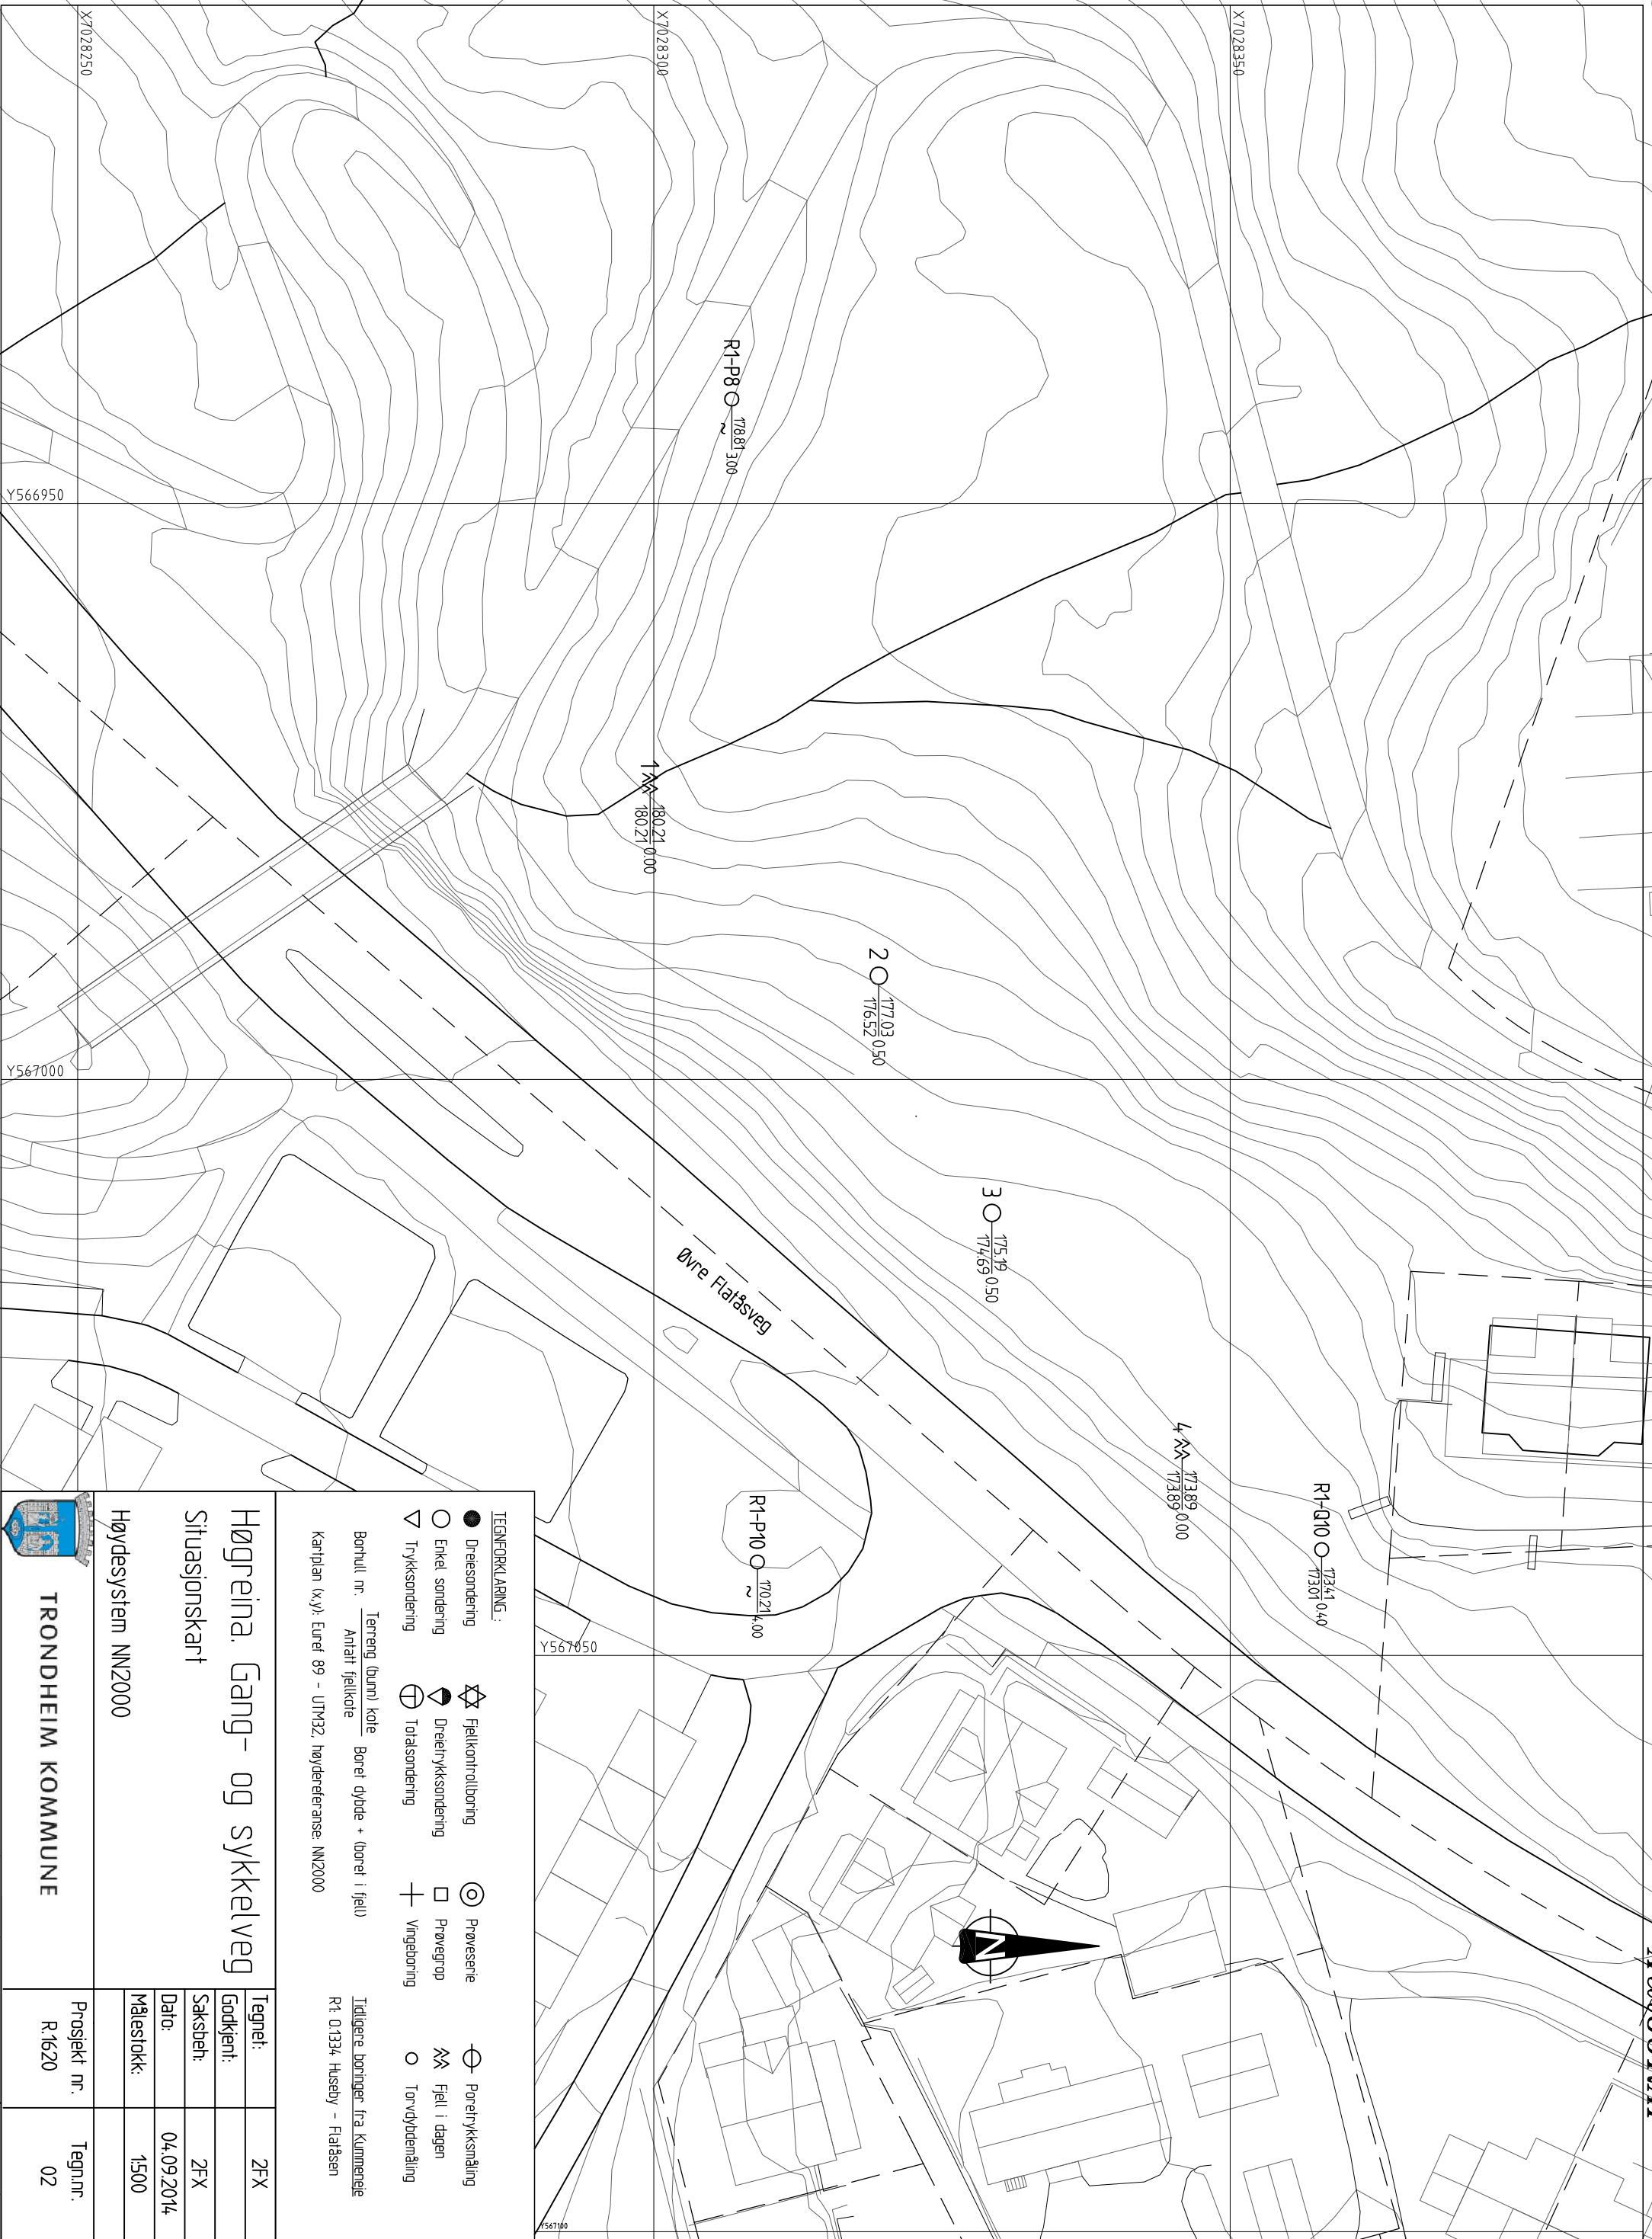 X7028250
X7028300
X7028350
Y566950
Y567000
Y567050
Y567100
R1-P8
178.81
3.00
~
1
180.21
180.21
0.00
2
177.03
176.52
0.50
3
175.19
174.69
0.50
4
173.89
173.89
0.00
R1-Q10
173.41
173.01
0.40
R1-P10
170.21
4.00
~
Øvre Flatåsveg
N
TEGNFORKLARING :
Dreiesondering
Fjellkontrollboring
Prøveserie
Poretrykksmåling
Enkel sondering
Dreietrykksondering
Prøvegrop
Fjell i dagen
Trykksondering
Totalsondering
Vingeboring
Torvdybdemåling
Borhull nr.
Terreng (bunn) kote
Antatt fjellkote
Boret dybde + (boret i fjell)
Tidligere boringer fra Kummeneje
R1: O.1334 Huseby - Flatåsen
Kartplan (x,y): Euref 89 - UTM32, høydereferanse: NN2000
Høgreina. Gang- og sykkelveg
Situasjonskart
Høydesystem NN2000
TRONDHEIM KOMMUNE
Tegnet: 2FX
Godkjent:
Saksbeh: 2FX
Dato: 04.09.2014
Målestokk: 1:500
Prosjekt nr. Tegn.nr.
R.1620 02